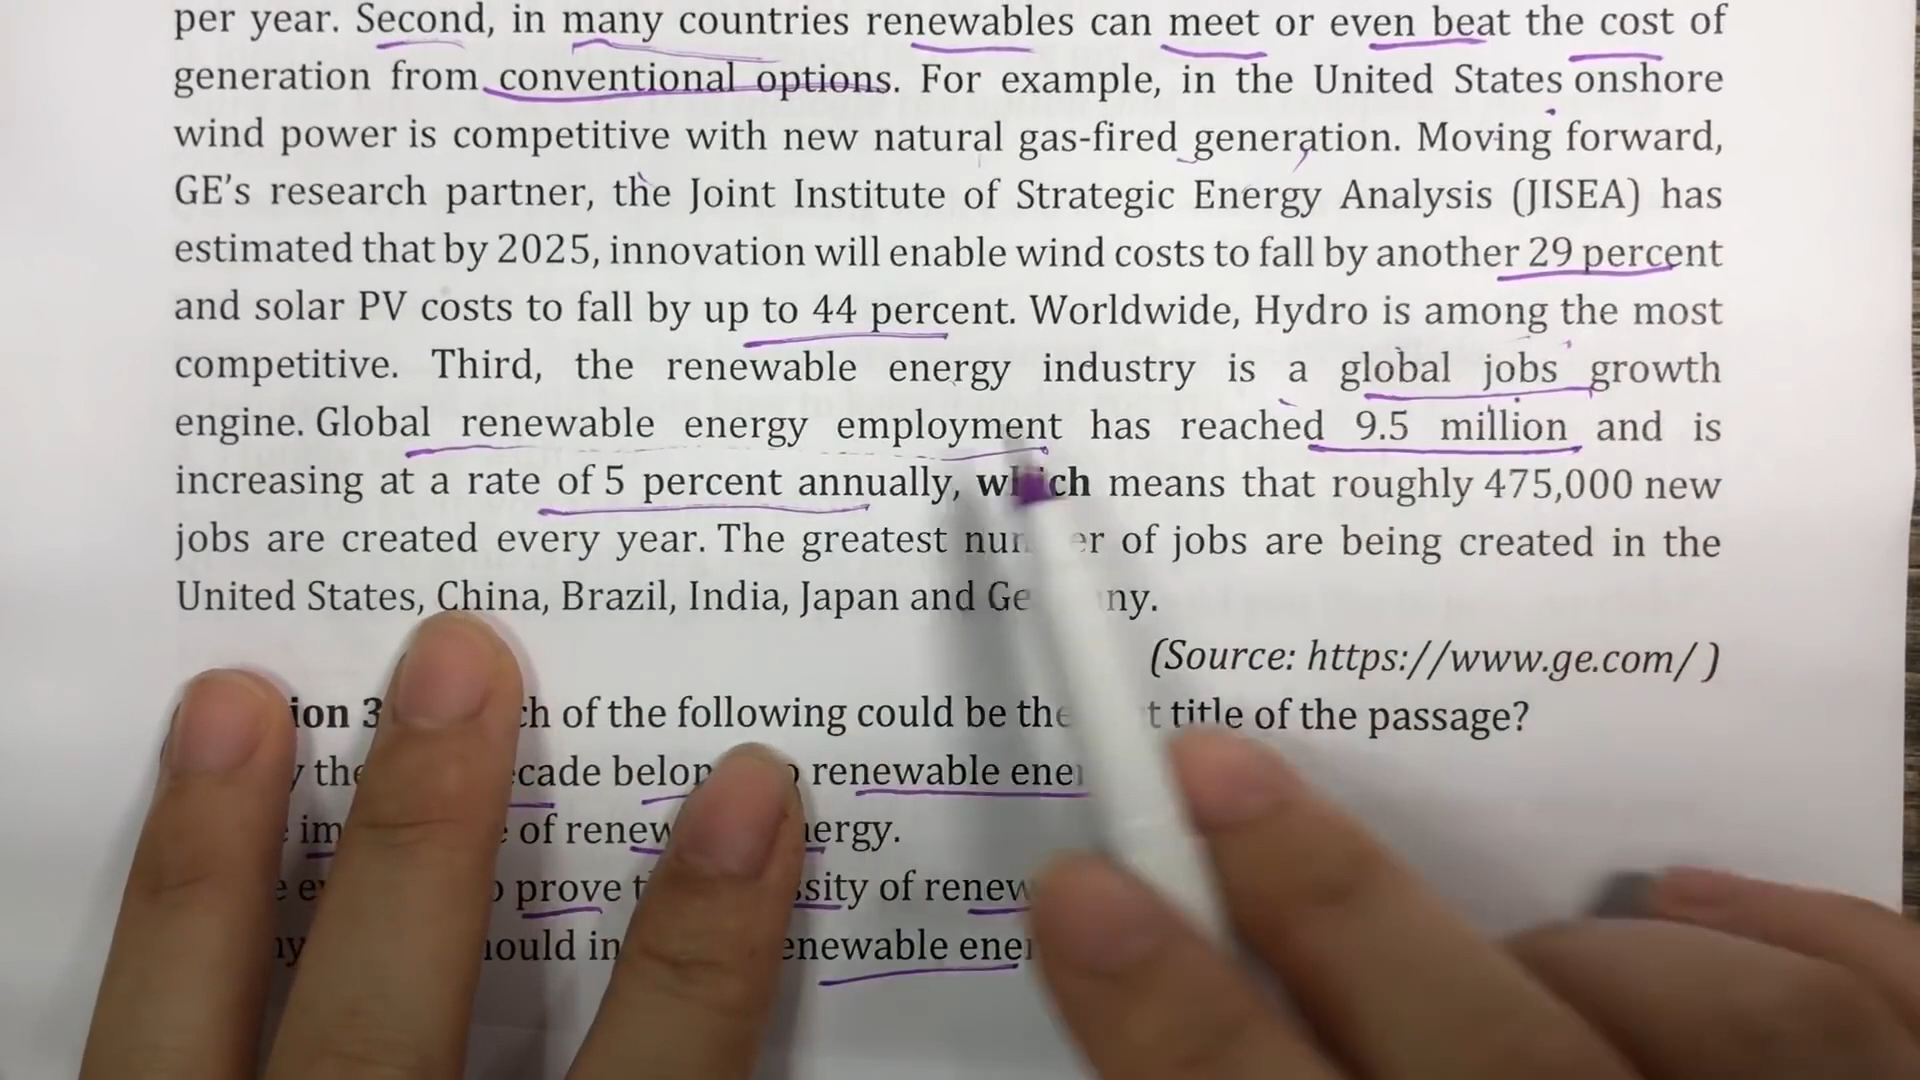 per year. Second, in many countries renewables can meet or even beat the cost of
generation from conventional options. For example, in the United States onshore
wind power is competitive with new natural gas-fired generation. Moving forward,
GE's research partner, the Joint Institute of Strategic Energy Analysis (JISEA) has
estimated that by 2025, innovation will enable wind costs to fall by another 29 percent
and solar PV costs to fall by up to 44 percent. Worldwide, Hydro is among the most
competitive. Third, the renewable energy industry is a global jobs growth
engine. Global renewable energy employment has reached 9.5 million and is
increasing at a rate of 5 percent annually, which means that roughly 475,000 new
jobs are created every year. The greatest number of jobs are being created in the
United States, China, Brazil, India, Japan and Germany.
(Source: https://www.ge.com/ )
of the following could be the title of the passage?
the renewable
of renewable energy.
prove of
renewable